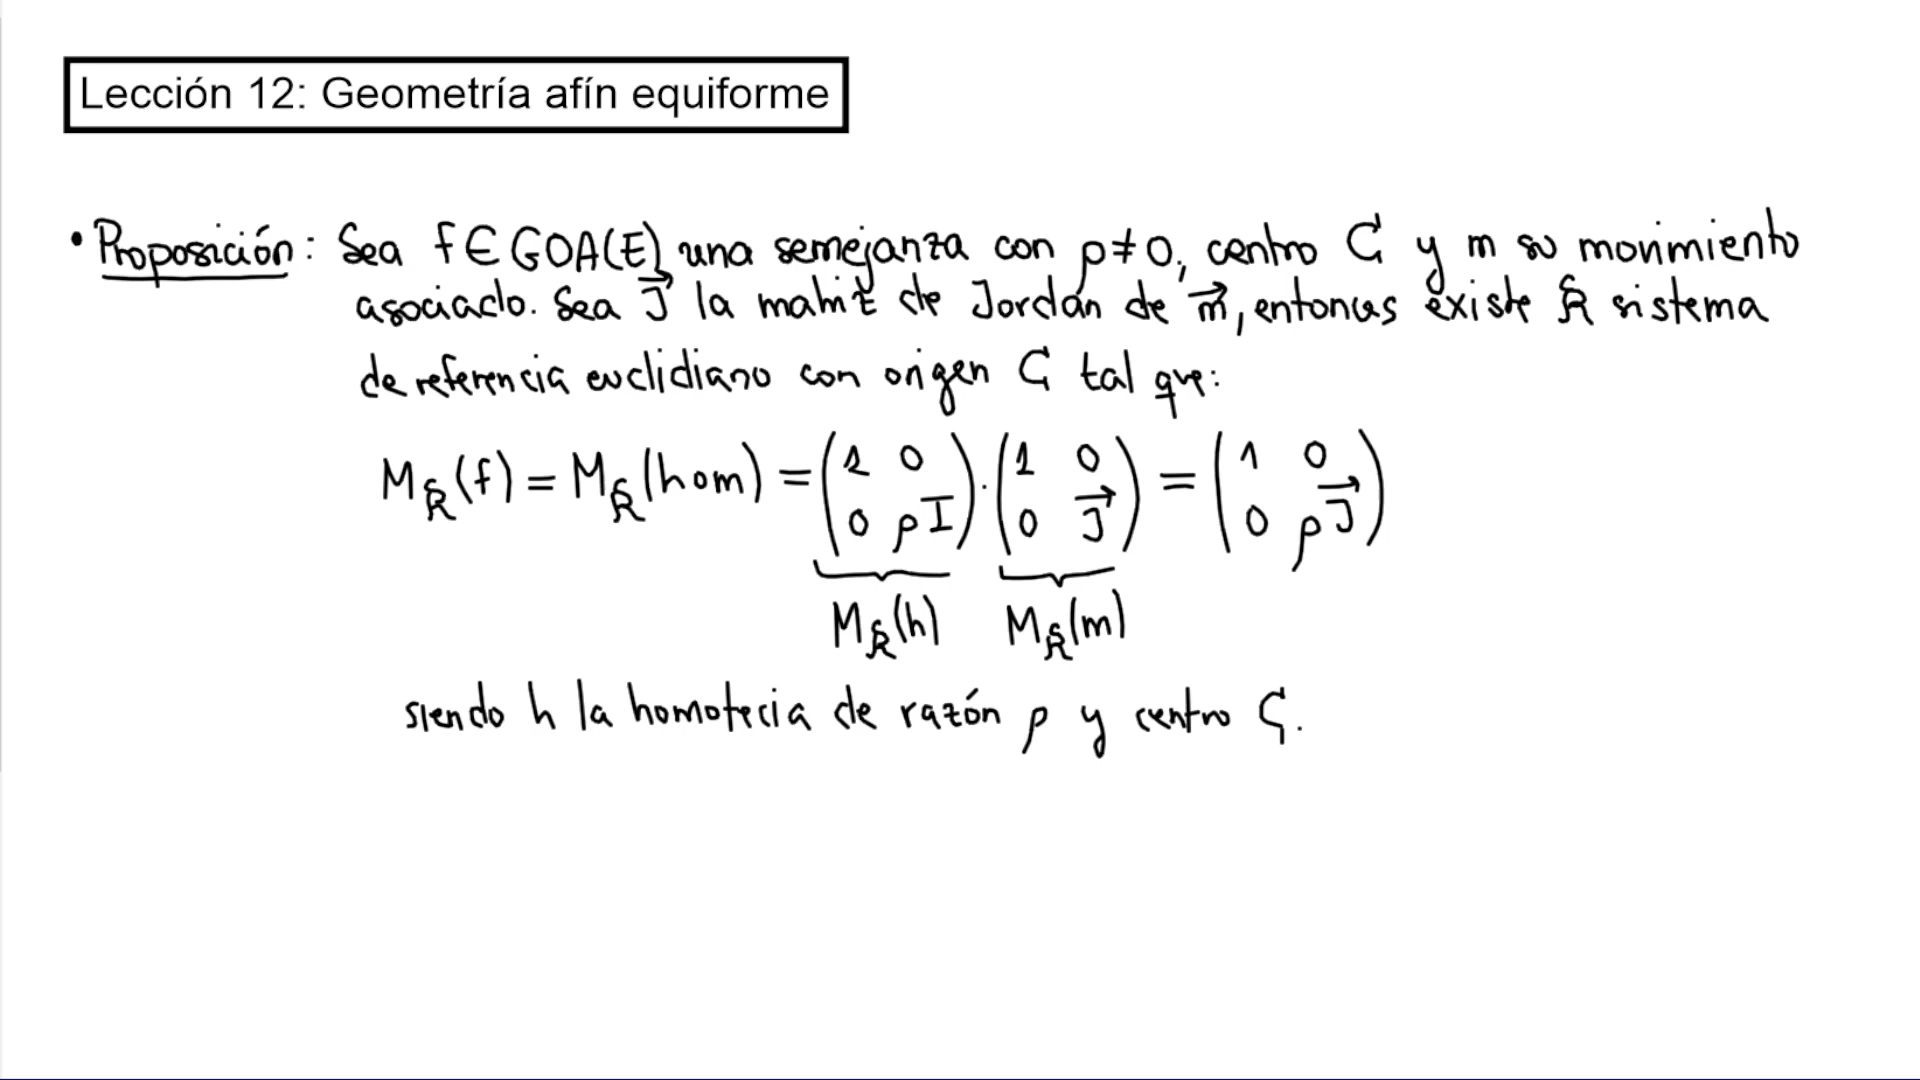 Lección 12: Geometría afín equiforme
• Proposición: Sea f ∈ GOA(E) una semejanza con ρ ≠ 0, centro C y m su movimiento
asociado. Sea J⃗ la matriz de Jordan de m⃗, entonces existe ℛ sistema
de referencia euclidiano con origen C tal que:
M_ℛ(f) = M_ℛ(h∘m) = (1 0; 0 ρI) · (1 0; 0 J⃗) = (1 0; 0 ρJ⃗)
M_ℛ(h) M_ℛ(m)
siendo h la homotecia de razón ρ y centro C.